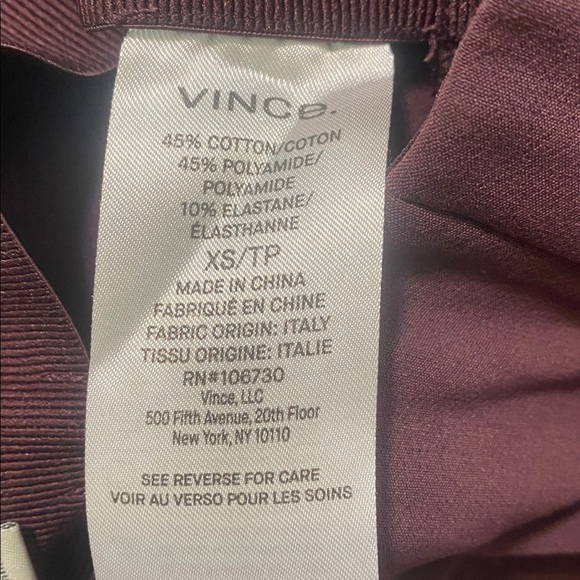 VINCe.
45% COTTON/COTON
45% POLYAMIDE/
POLYAMIDE
10% ELASTANE/
ÉLASTHANNE
XS/TP
MADE IN CHINA
FABRIQUÉ EN CHINE
FABRIC ORIGIN: ITALY
TISSU ORIGINE: ITALIE
RN#106730
Vince, LLC
500 Fifth Avenue, 20th Floor
New York, NY 10110
SEE REVERSE FOR CARE
VOIR AU VERSO POUR LES SOINS